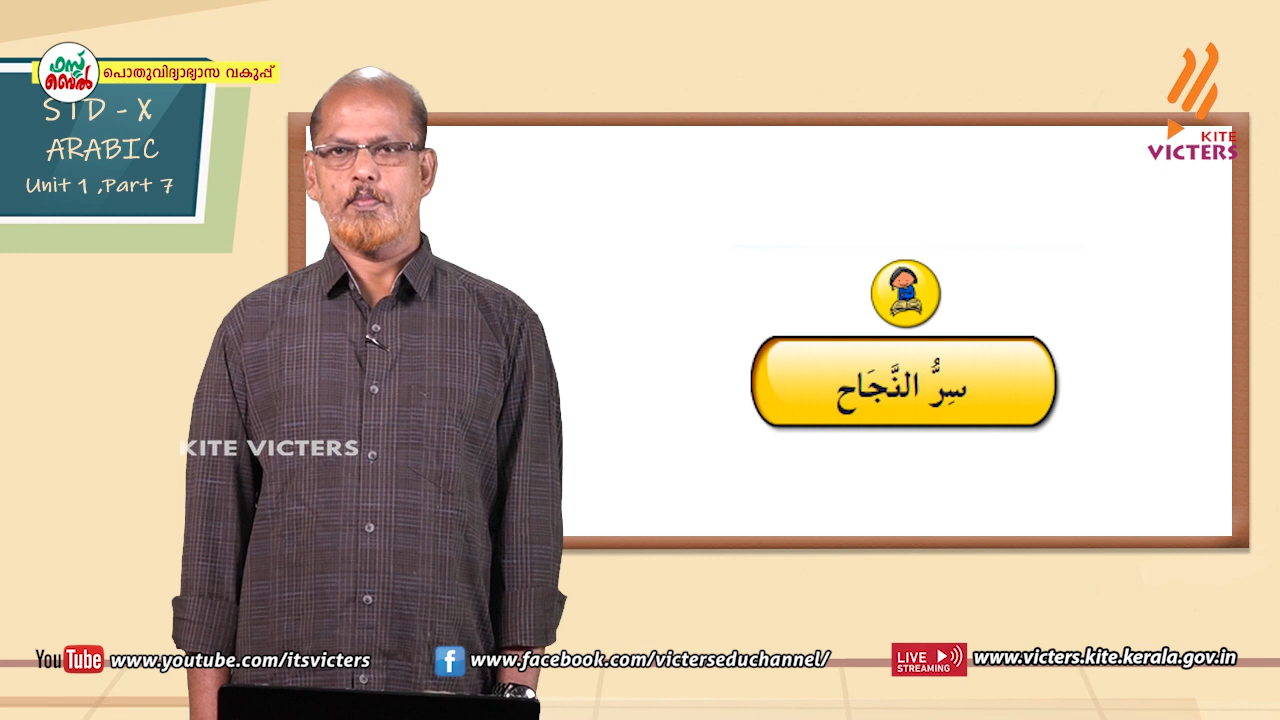 ഫസ്റ്റ് ബെൽ
പൊതുവിദ്യാഭ്യാസ വകുപ്പ്
STD - X
ARABIC
Unit 1 ,Part 7
KITE
VICTERS
سِرُّ النَّجَاح
KITE VICTERS
YouTube www.youtube.com/itsvicters
f www.facebook.com/victerseduchannel/
LIVE
STREAMING
www.victers.kite.kerala.gov.in